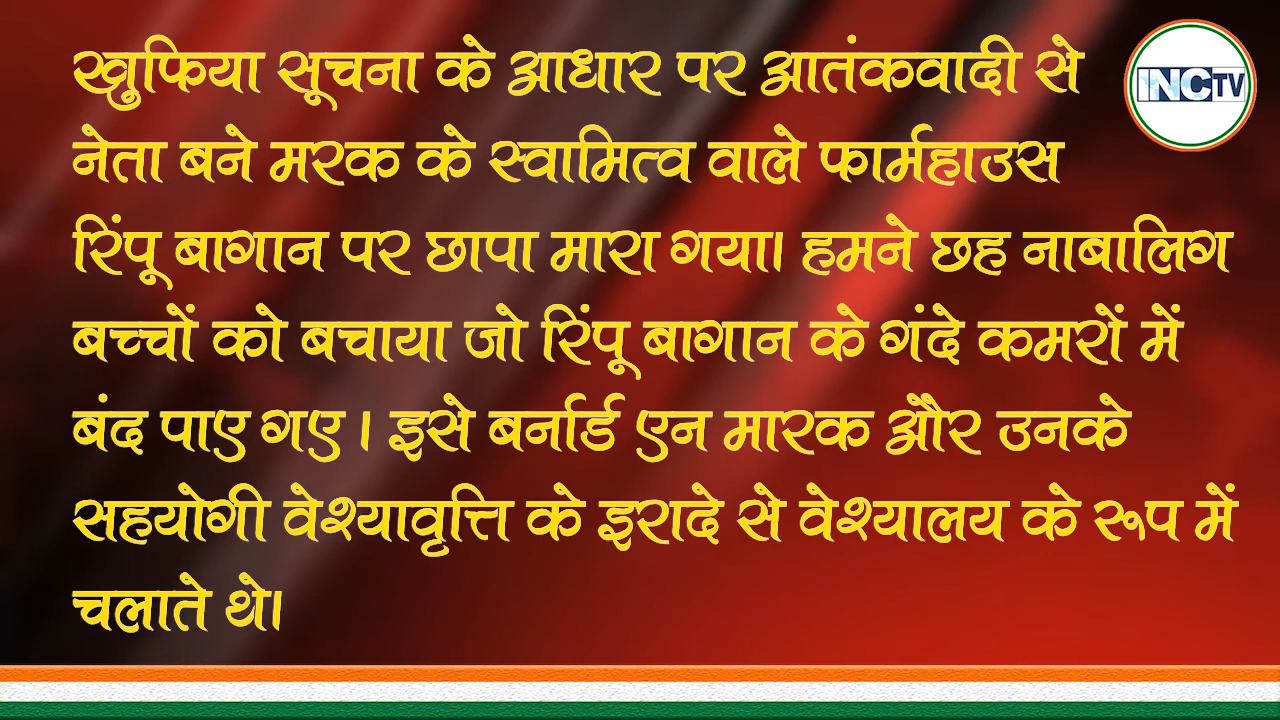 खुफिया सूचना के आधार पर आतंकवादी से
नेता बने मरक के स्वामित्व वाले फार्महाउस
रिंपू बागान पर छापा मारा गया। हमने छह नाबालिग
बच्चों को बचाया जो रिंपू बागान के गंदे कमरों में
बंद पाए गए । इसे बर्नार्ड एन मारक और उनके
सहयोगी वेश्यावृत्ति के इरादे से वेश्यालय के रूप में
चलाते थे।
INCTV